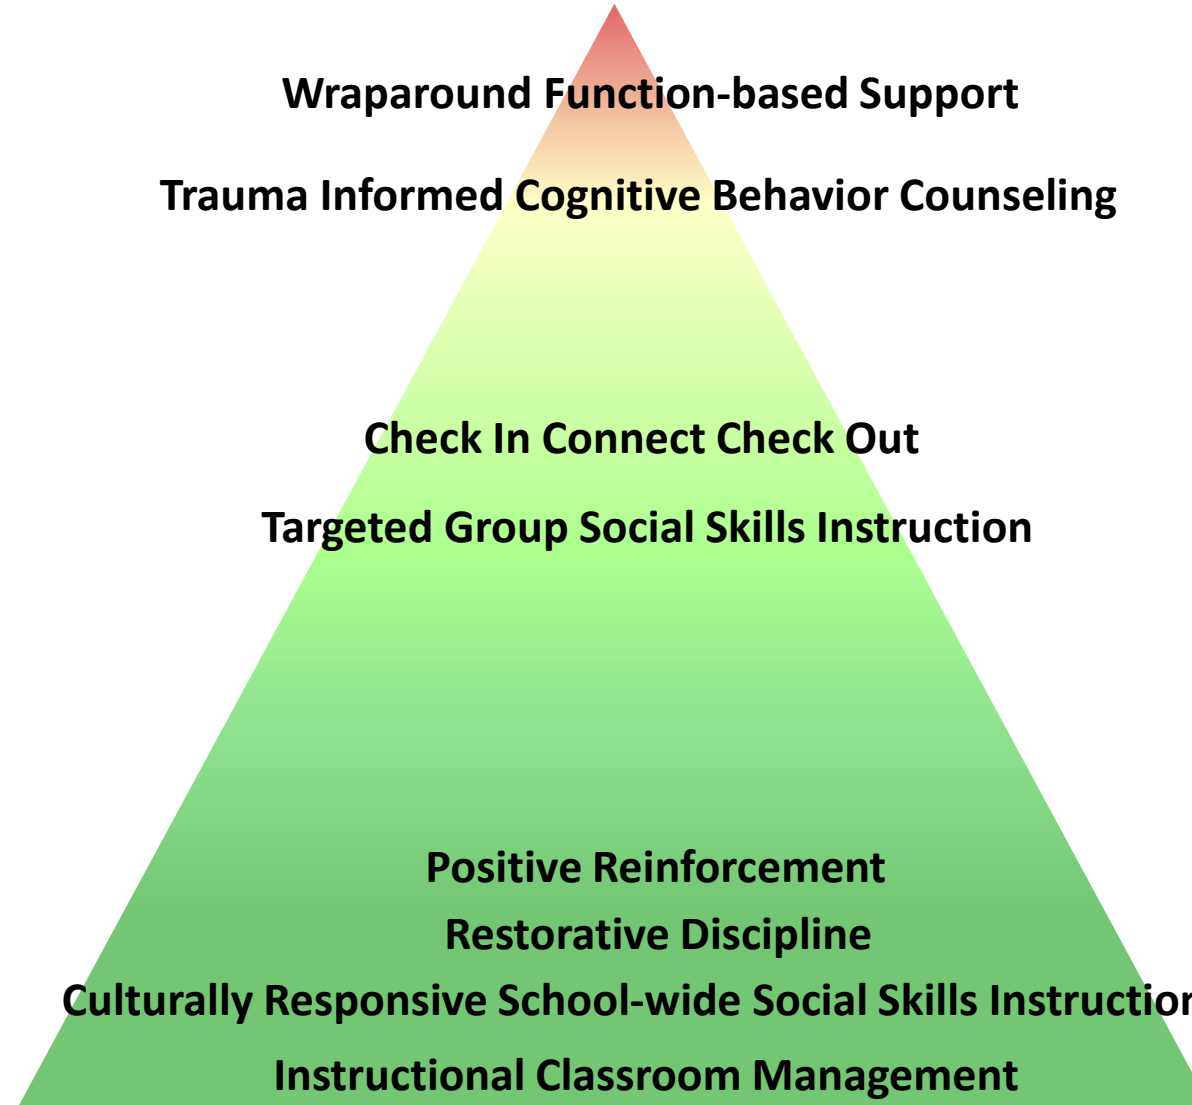 Wraparound Function-based Support
Trauma Informed Cognitive Behavior Counseling
Check In Connect Check Out
Targeted Group Social Skills Instruction
Positive Reinforcement
Restorative Discipline
Culturally Responsive School-wide Social Skills Instruction
Instructional Classroom Management